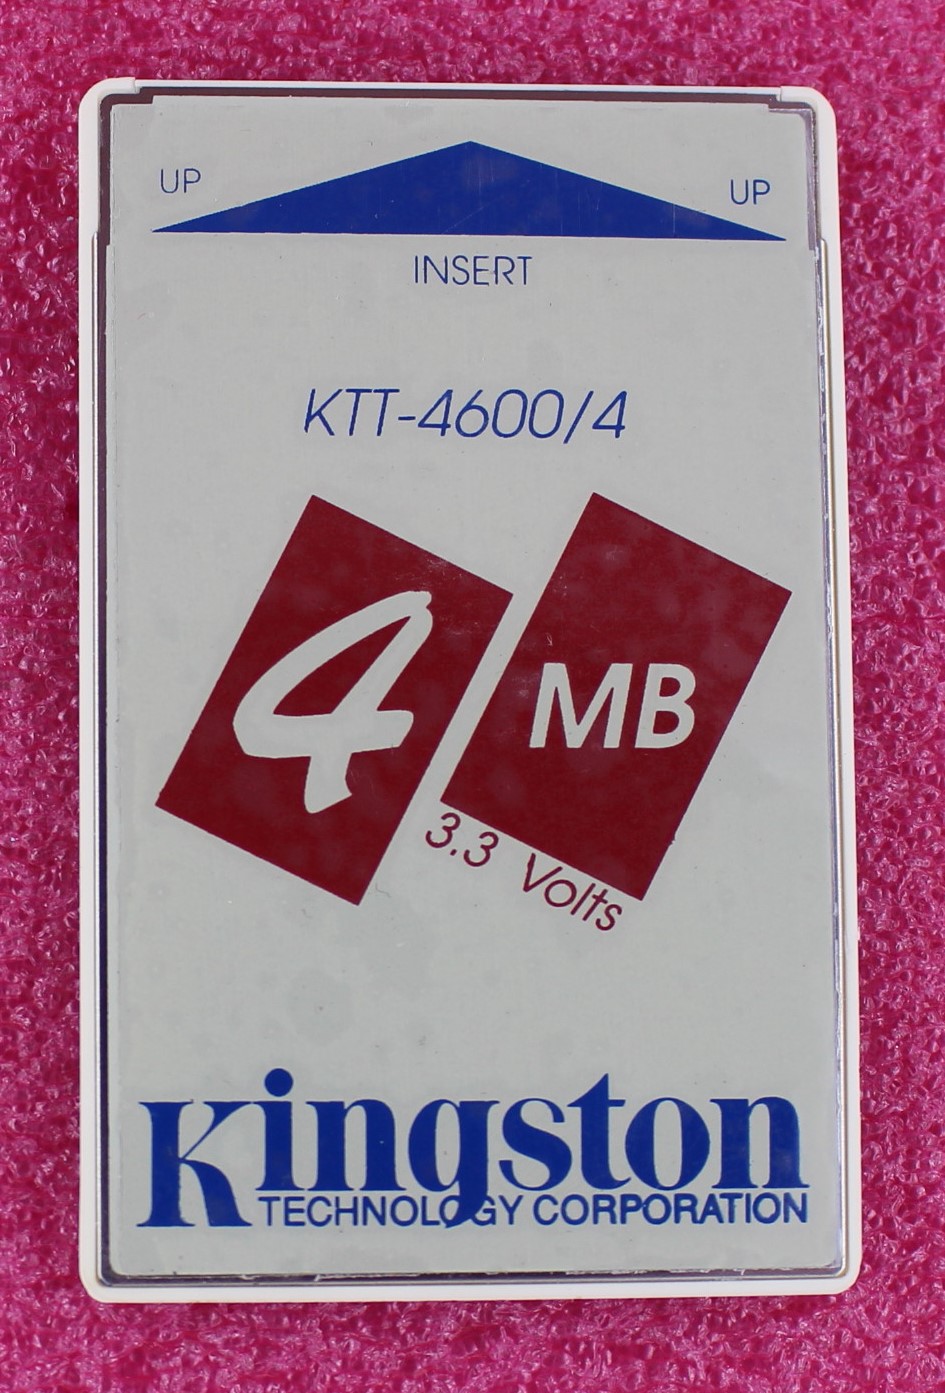 UP UP
INSERT
KTT-4600/4
4 MB
3.3 Volts
Kingston
TECHNOLOGY CORPORATION